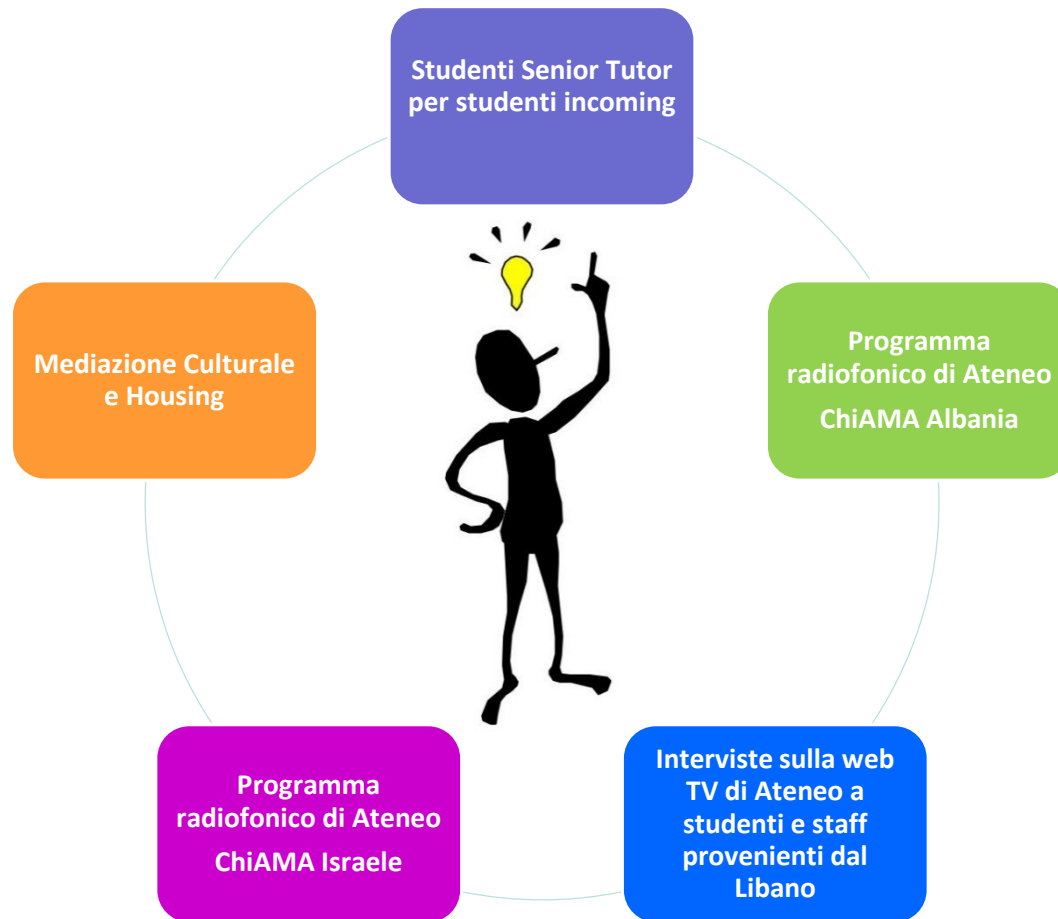 Studenti Senior Tutor
per studenti incoming
Programma
radiofonico di Ateneo
ChiAMA Albania
Interviste sulla web
TV di Ateneo a
studenti e staff
provenienti dal
Libano
Programma
radiofonico di Ateneo
ChiAMA Israele
Mediazione Culturale
e Housing